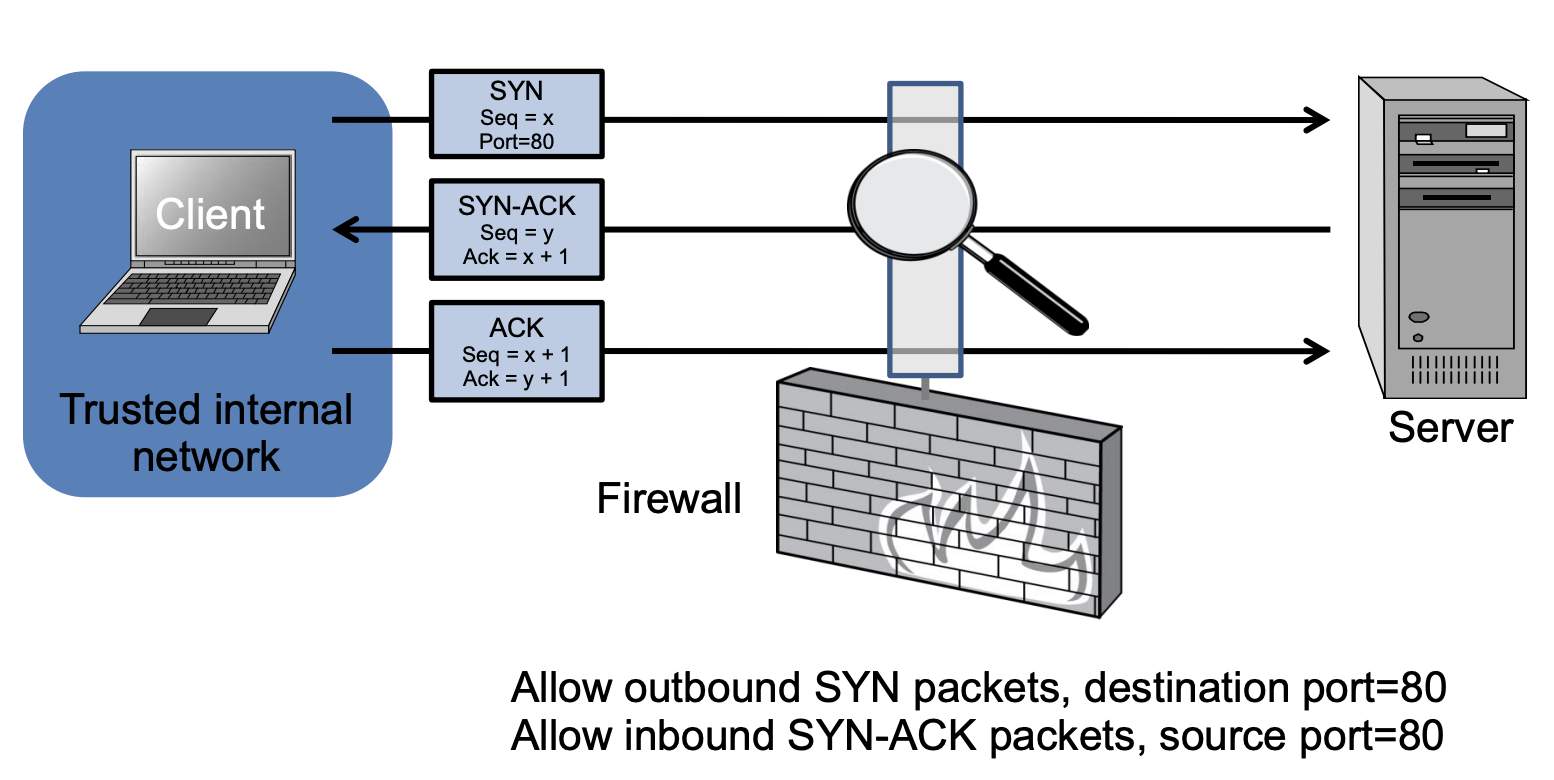 SYN
Seq = x
Port=80
Client
SYN-ACK
Seq = y
Ack = x + 1
ACK
Seq = x + 1
Ack = y + 1
Trusted internal
network
Server
Firewall
Allow outbound SYN packets, destination port=80
Allow inbound SYN-ACK packets, source port=80